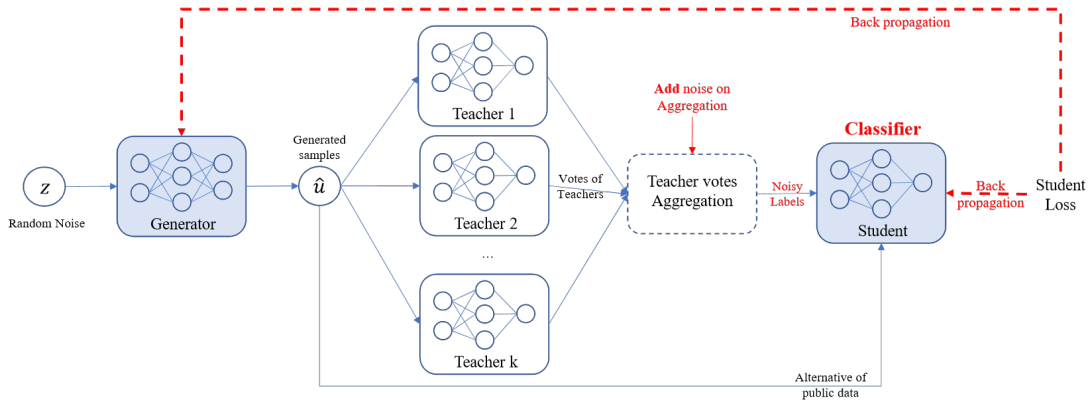 Back propagation
z
Random Noise
Generator
Generated
samples
û
Teacher 1
Teacher 2
...
Teacher k
Votes of
Teachers
Add noise on
Aggregation
Teacher votes
Aggregation
Noisy
Labels
Classifier
Student
Back
propagation
Student
Loss
Alternative of
public data